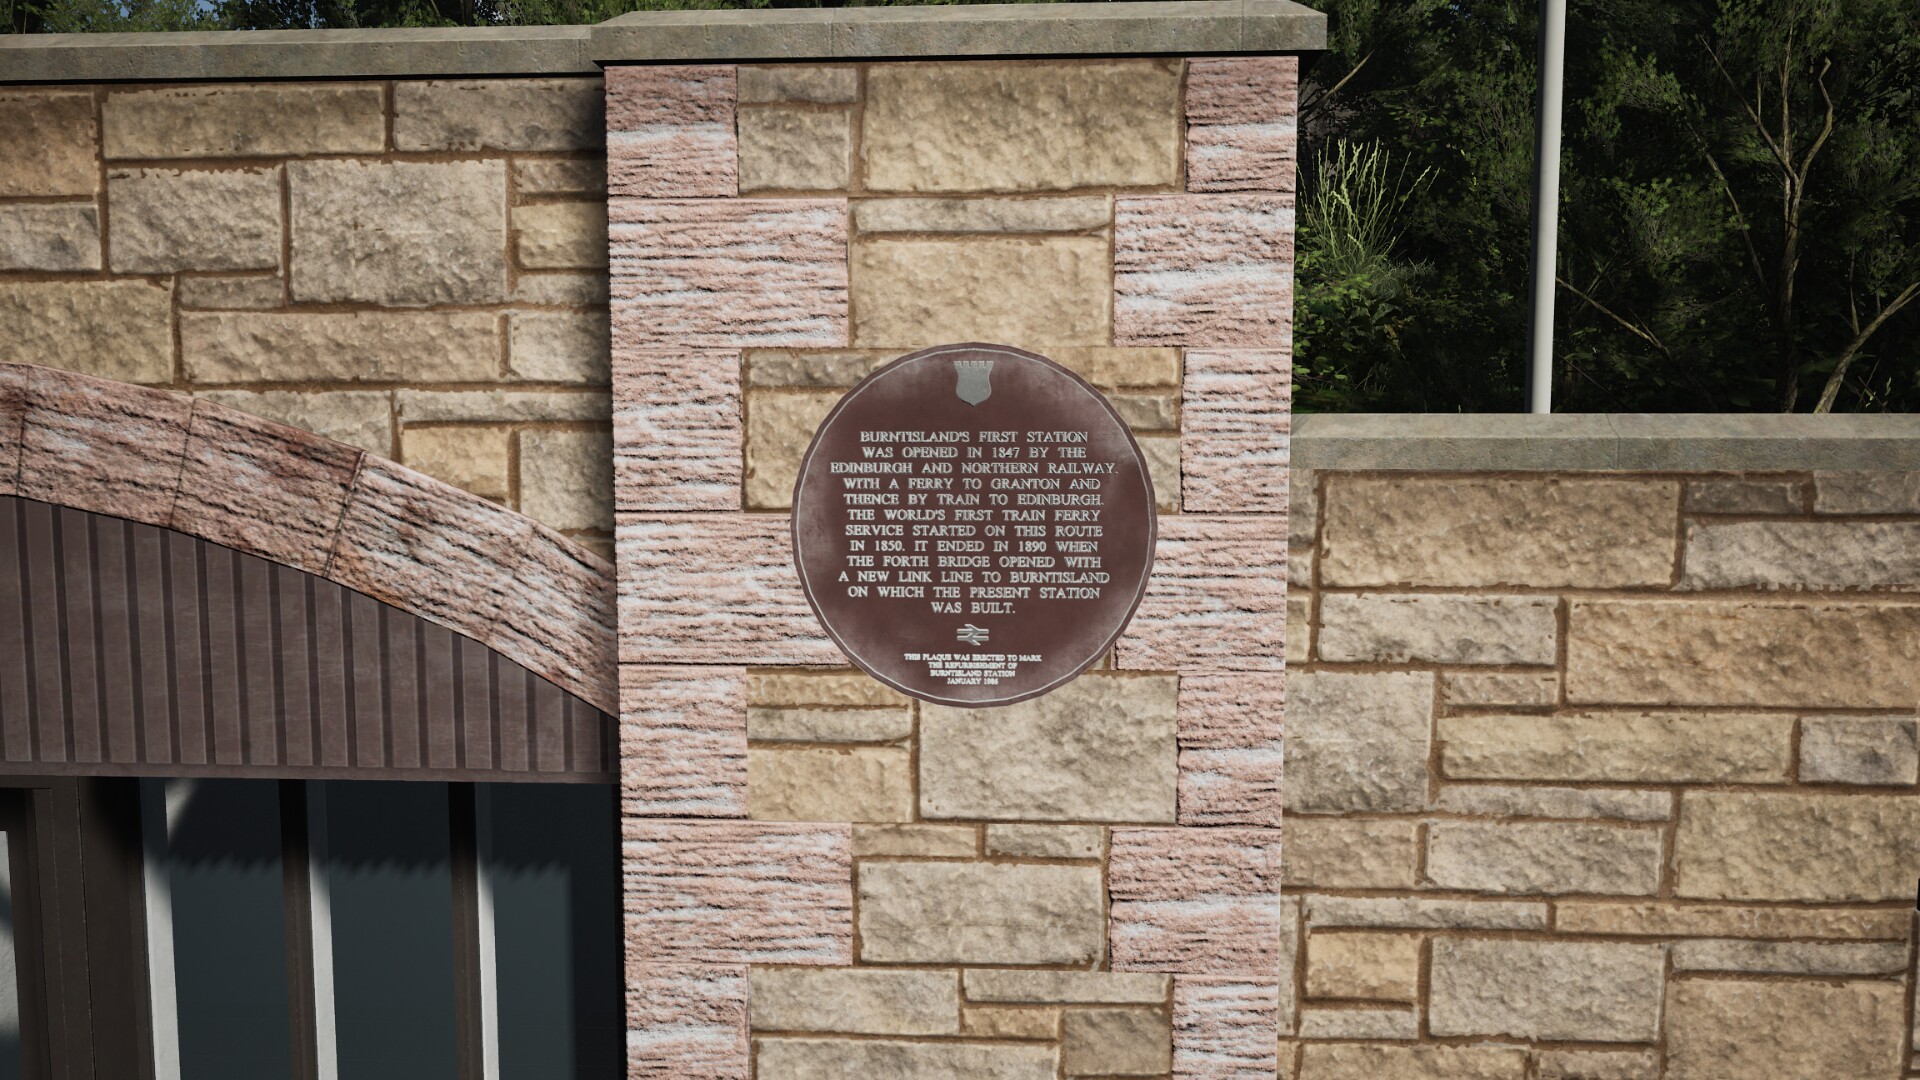 BURNTISLAND'S FIRST STATION
WAS OPENED IN 1847 BY THE
EDINBURGH AND NORTHERN RAILWAY.
WITH A FERRY TO GRANTON AND
THENCE BY TRAIN TO EDINBURGH.
THE WORLD'S FIRST TRAIN FERRY
SERVICE STARTED ON THIS ROUTE
IN 1850. IT ENDED IN 1890 WHEN
THE FORTH BRIDGE OPENED WITH
A NEW LINK LINE TO BURNTISLAND
ON WHICH THE PRESENT STATION
WAS BUILT.
THIS PLAQUE WAS ERECTED TO MARK
THE REFURBISHMENT OF
BURNTISLAND STATION
JANUARY